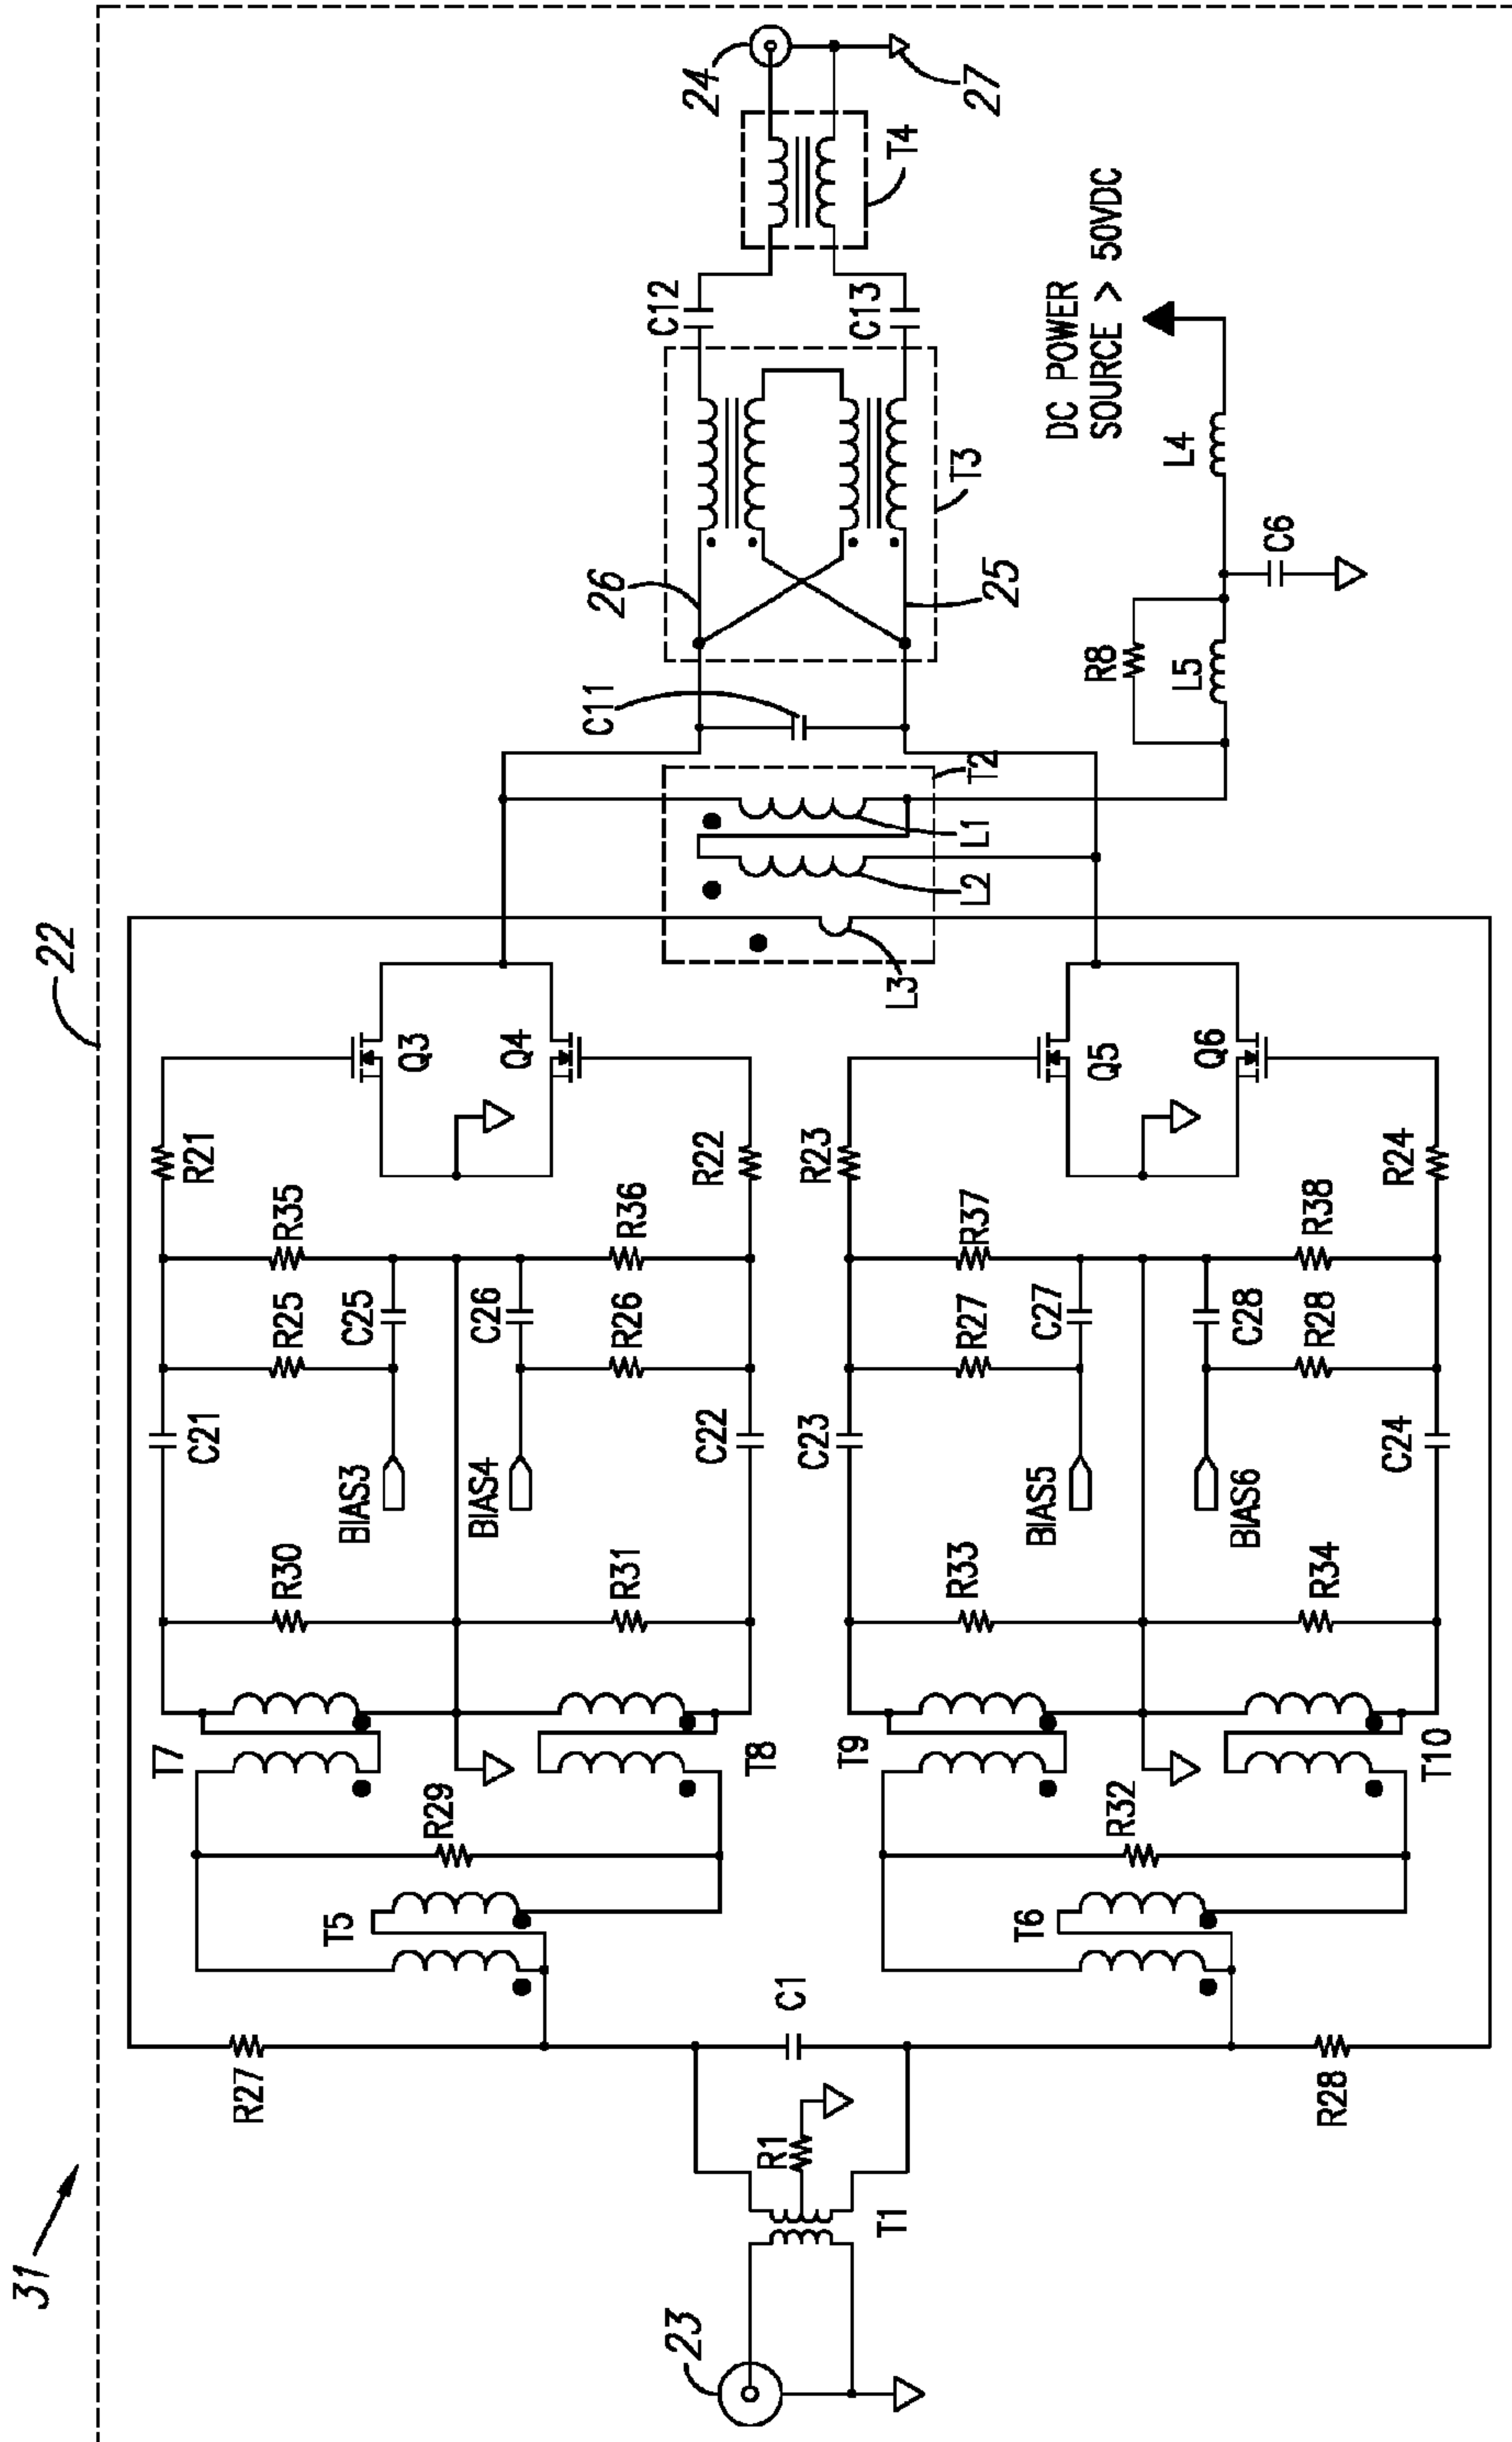 31
22
23
T1
R1
C1
R27
R28
T5
T6
R29
R32
T7
T8
T9
T10
R30
R31
R33
R34
BIAS3
BIAS4
BIAS5
BIAS6
C21
C22
C23
C24
R25
C25
C26
R26
R27
C27
C28
R28
R35
R36
R37
R38
R21
R22
R23
R24
Q3
Q4
Q5
Q6
L3
L2
L1
T2
C11
26
25
T3
C12
C13
T4
24
27
R8
L5
C6
L4
DC POWER
SOURCE > 50VDC